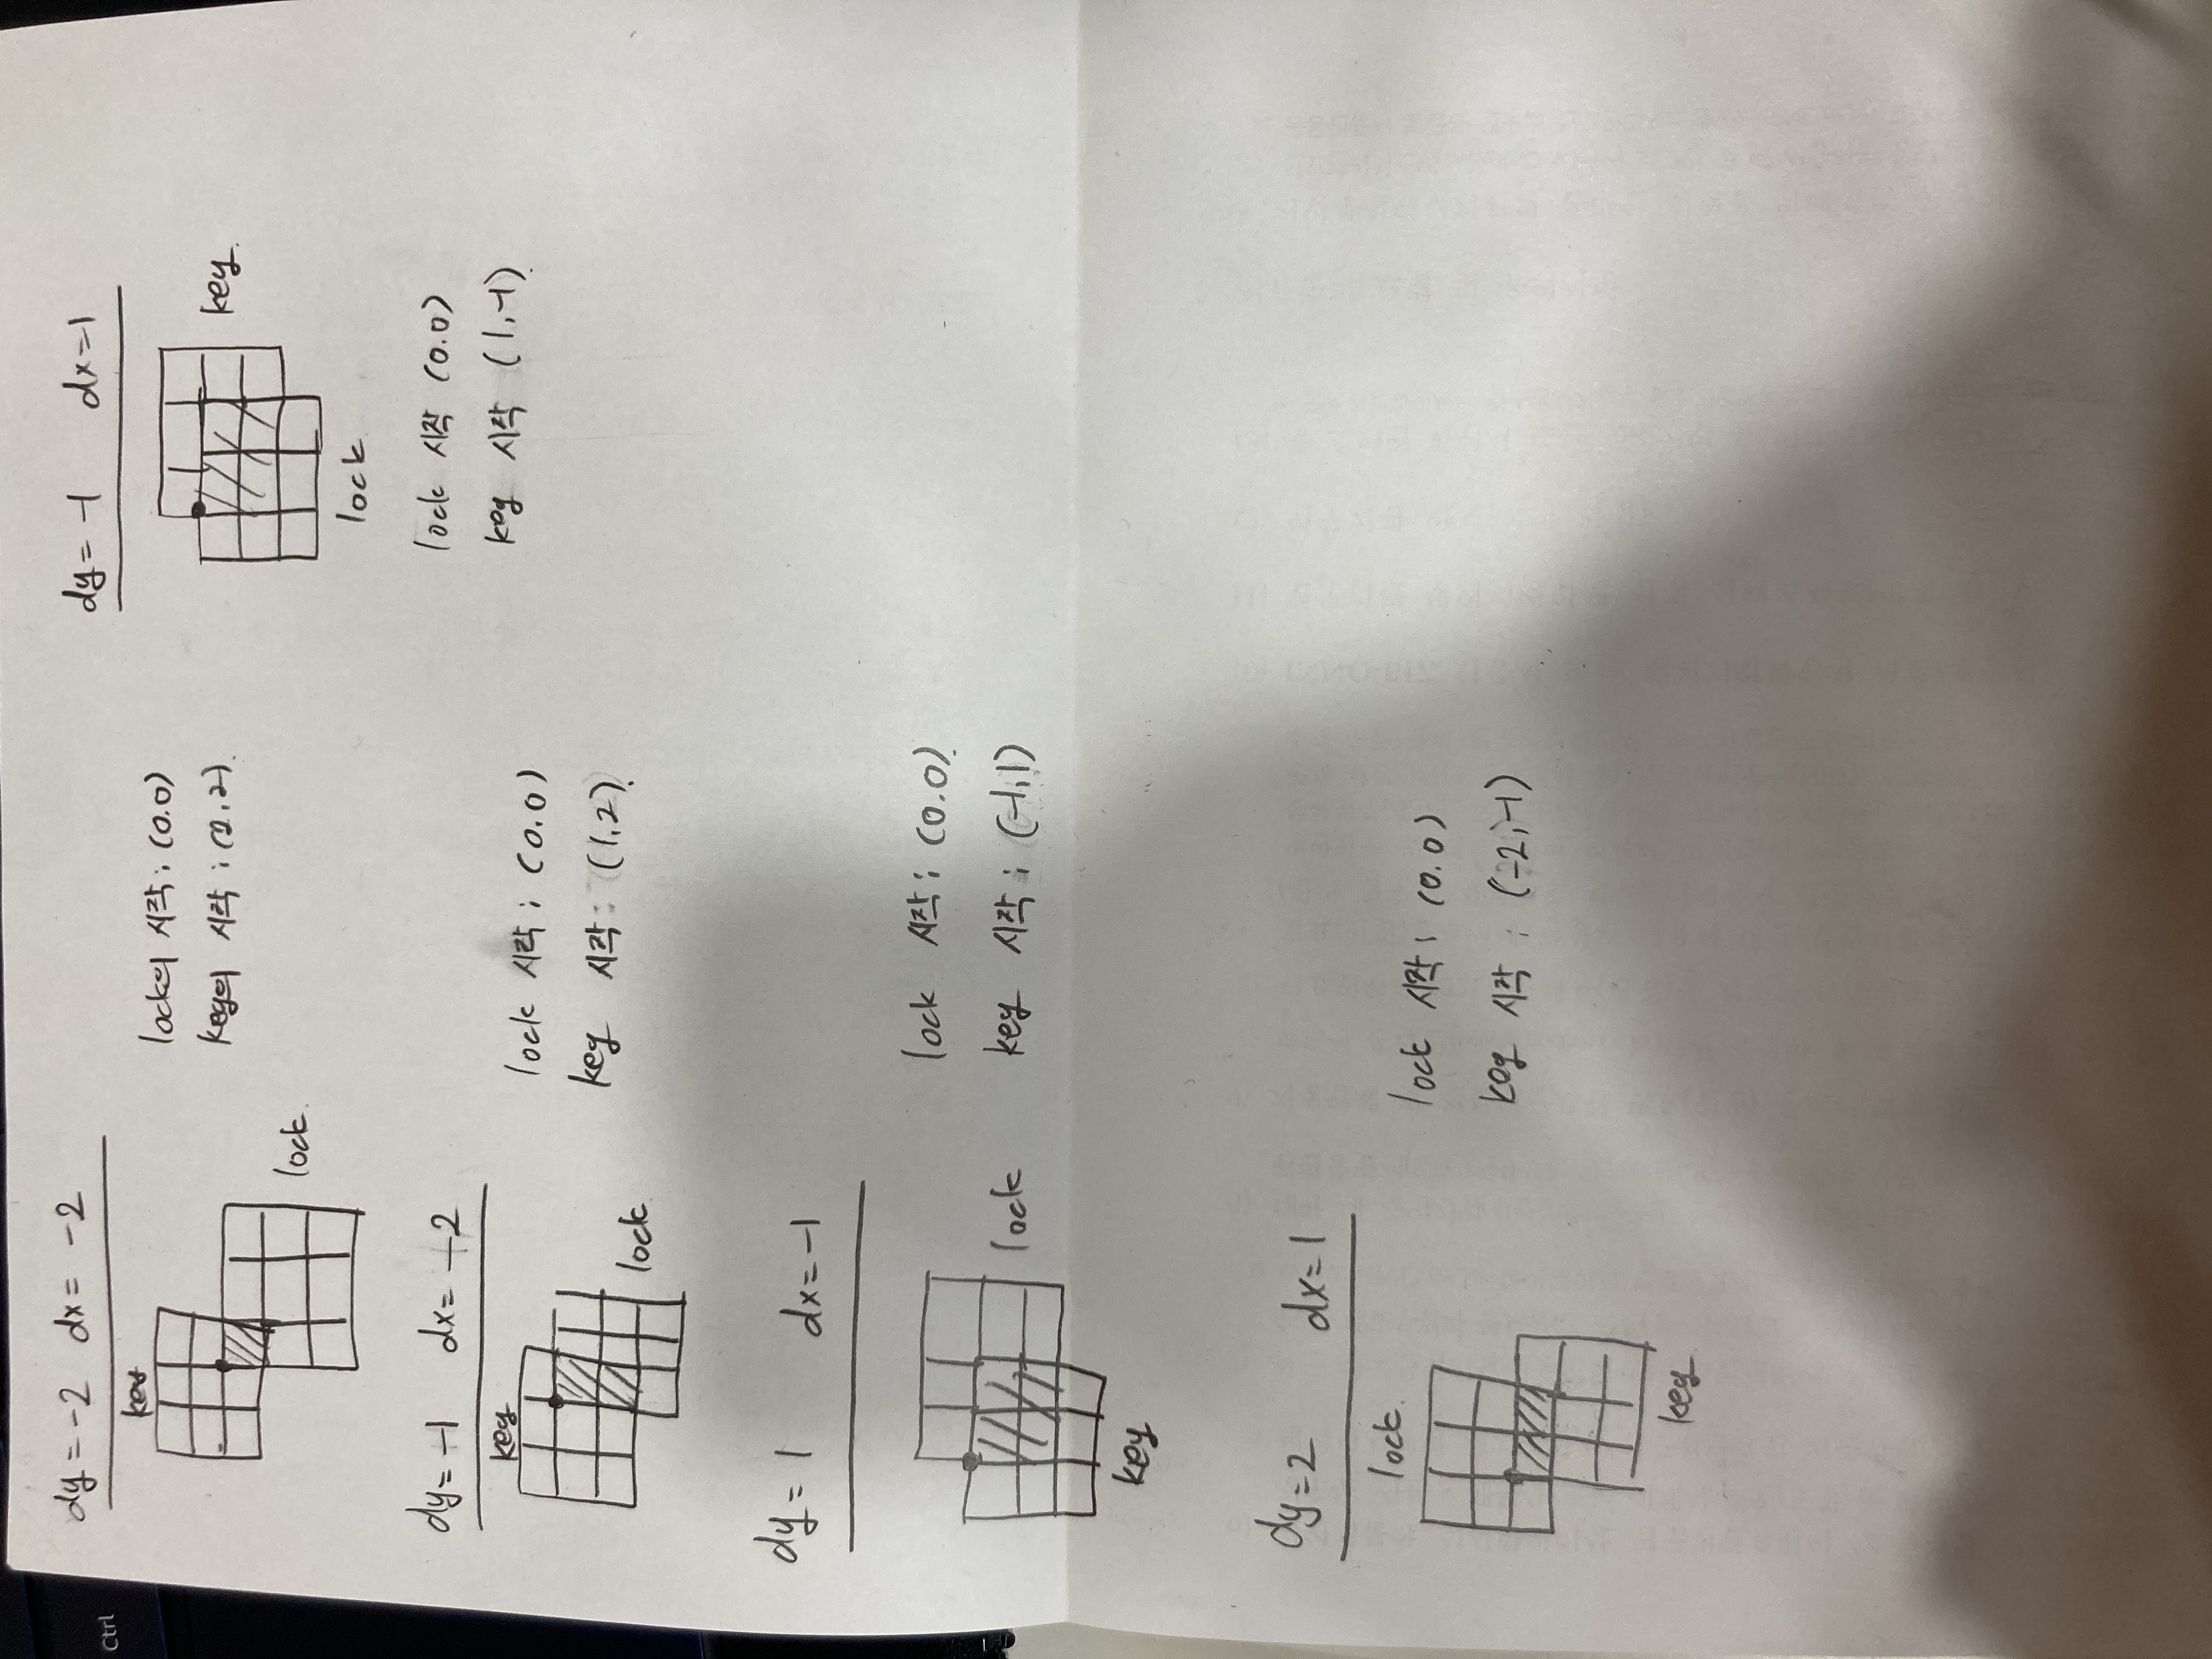 Ctrl
dy = -2 dx = -2
key
lock
lock의 시작 : (0.0)
key의 시작 : (2,2).
dy = -1 dx = 1
key.
lock
lock 시작 (0.0)
key 시작 (1,-1).
dy = -1 dx = -2
key
lock
lock 시작 : (0.0)
key 시작 : (1,2).
dy = 1 dx = -1
lock
key
lock 시작 : (0.0).
key 시작 : (-1,1)
dy = 2 dx = 1
lock.
key
lock 시작 : (0.0)
key 시작 : (-2,-1)